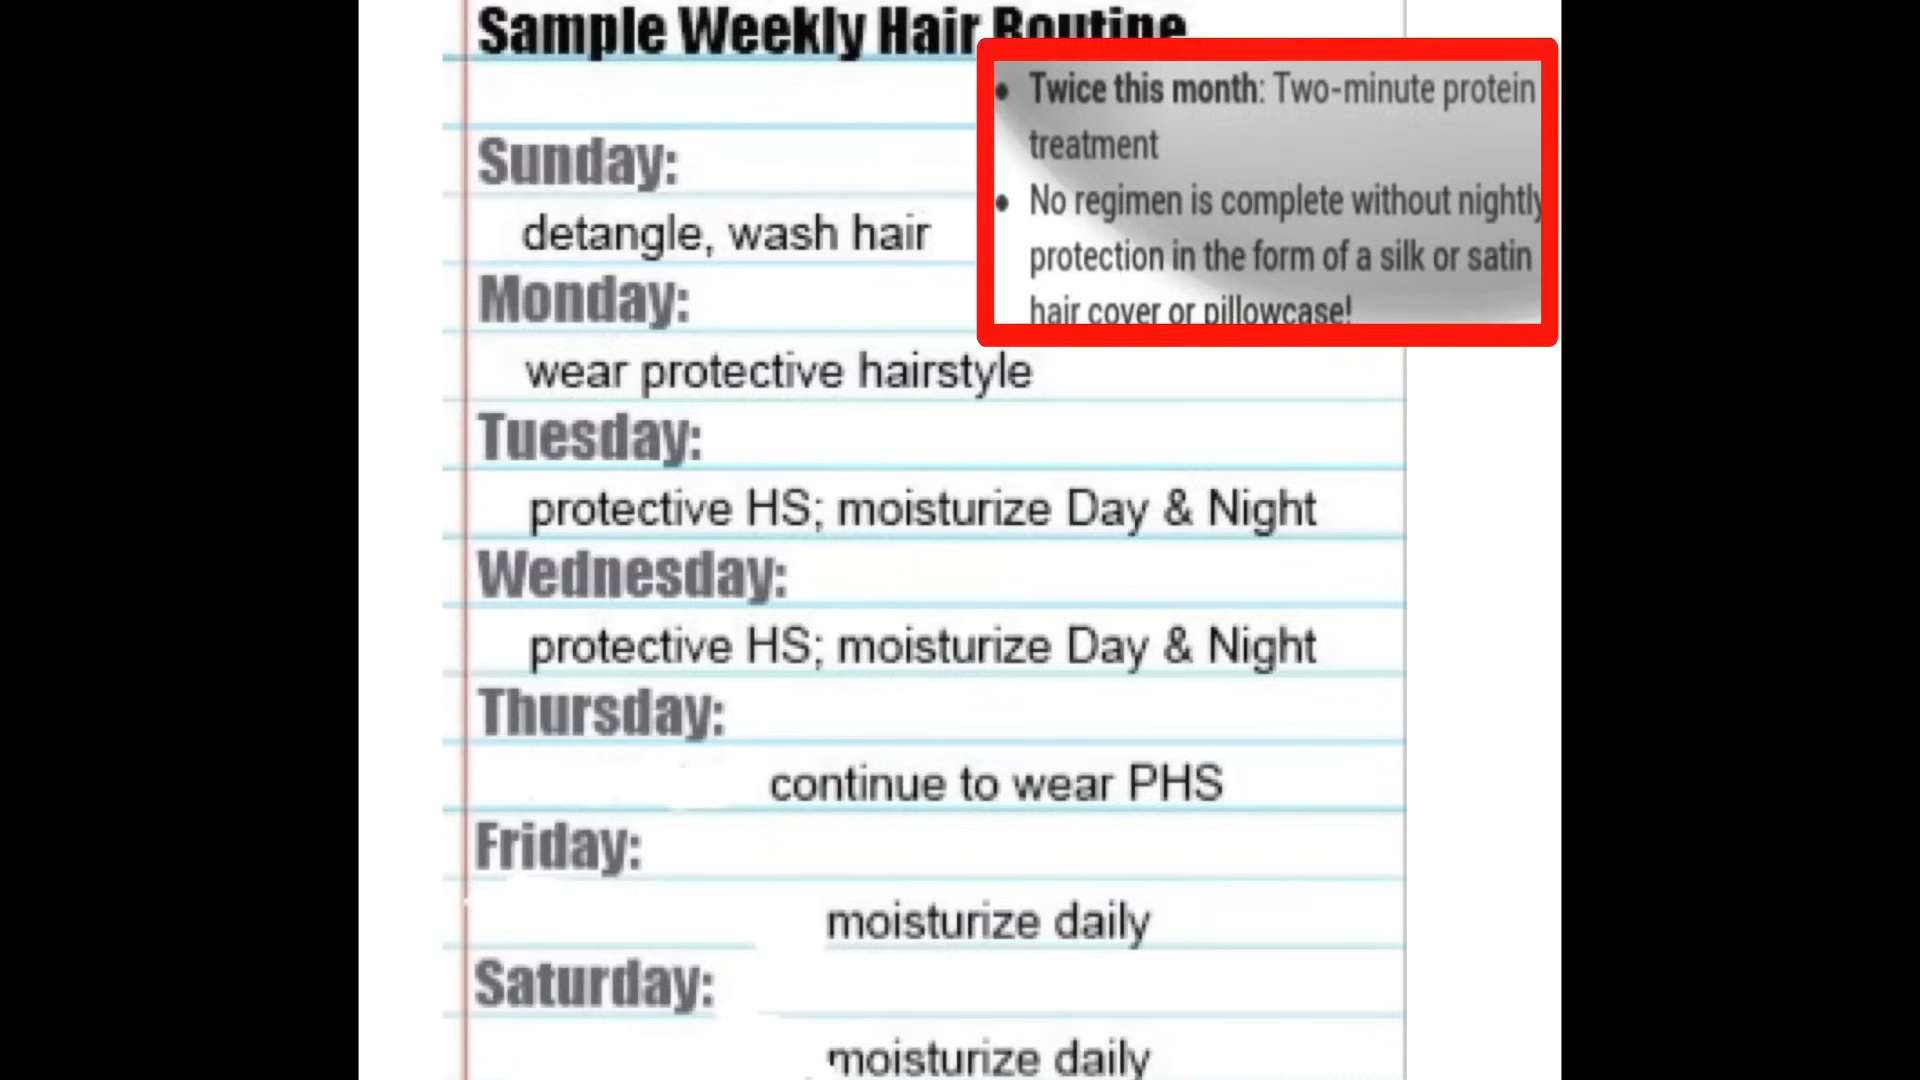 Sample Weekly Hair Routine
• Twice this month: Two-minute protein
treatment
• No regimen is complete without nightly
protection in the form of a silk or satin
hair cover or pillowcase!
Sunday:
detangle, wash hair
Monday:
wear protective hairstyle
Tuesday:
protective HS; moisturize Day & Night
Wednesday:
protective HS; moisturize Day & Night
Thursday:
continue to wear PHS
Friday:
moisturize daily
Saturday:
moisturize daily